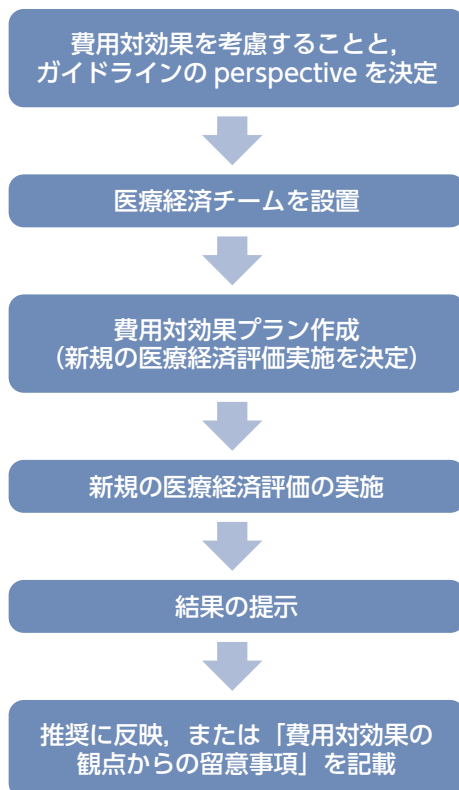 費用対効果を考慮することと，
ガイドラインの perspective を決定
医療経済チームを設置
費用対効果プラン作成
（新規の医療経済評価実施を決定）
新規の医療経済評価の実施
結果の提示
推奨に反映，または「費用対効果の
観点からの留意事項」を記載